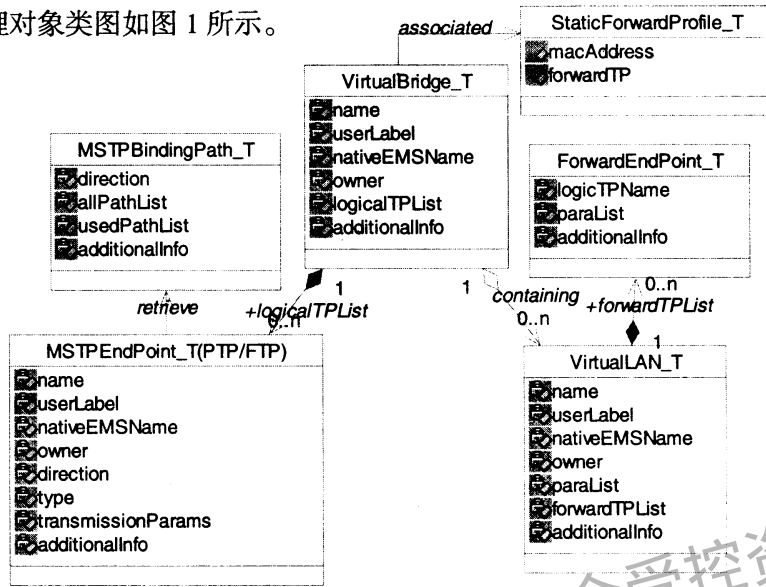 理对象类图如图 1 所示。
associated
StaticForwardProfile_T
macAddress
forwardTP
VirtualBridge_T
name
userLabel
nativeEMSName
owner
logicalTPList
additionalInfo
MSTPBindingPath_T
direction
allPathList
usedPathList
additionalInfo
ForwardEndPoint_T
logicTPName
paraList
additionalInfo
retrieve
1
+logicalTPList
0..n
1
containing
0..n
0..n
+forwardTPList
1
MSTPEndPoint_T(PTP/FTP)
name
userLabel
nativeEMSName
owner
direction
type
transmissionParams
additionalInfo
VirtualLAN_T
name
userLabel
nativeEMSName
owner
paraList
forwardTPList
additionalInfo
受控